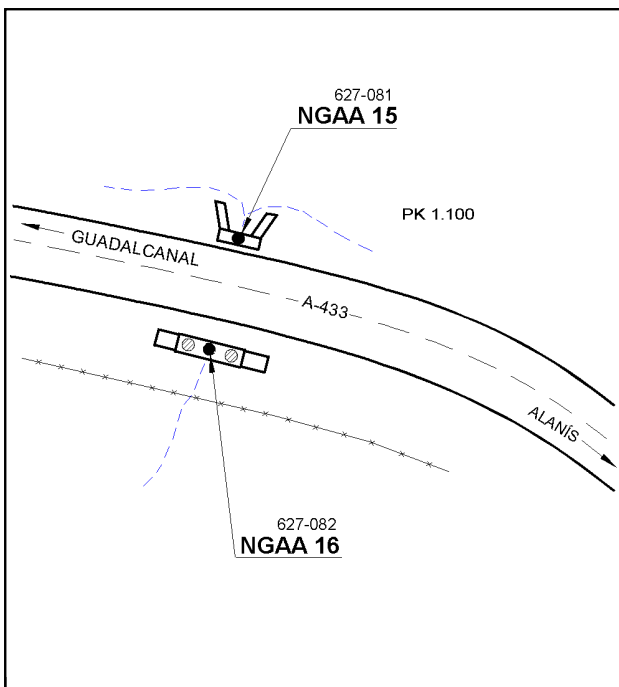 627-081
NGAA 15
PK 1.100
GUADALCANAL
A-433
ALANÍS
627-082
NGAA 16